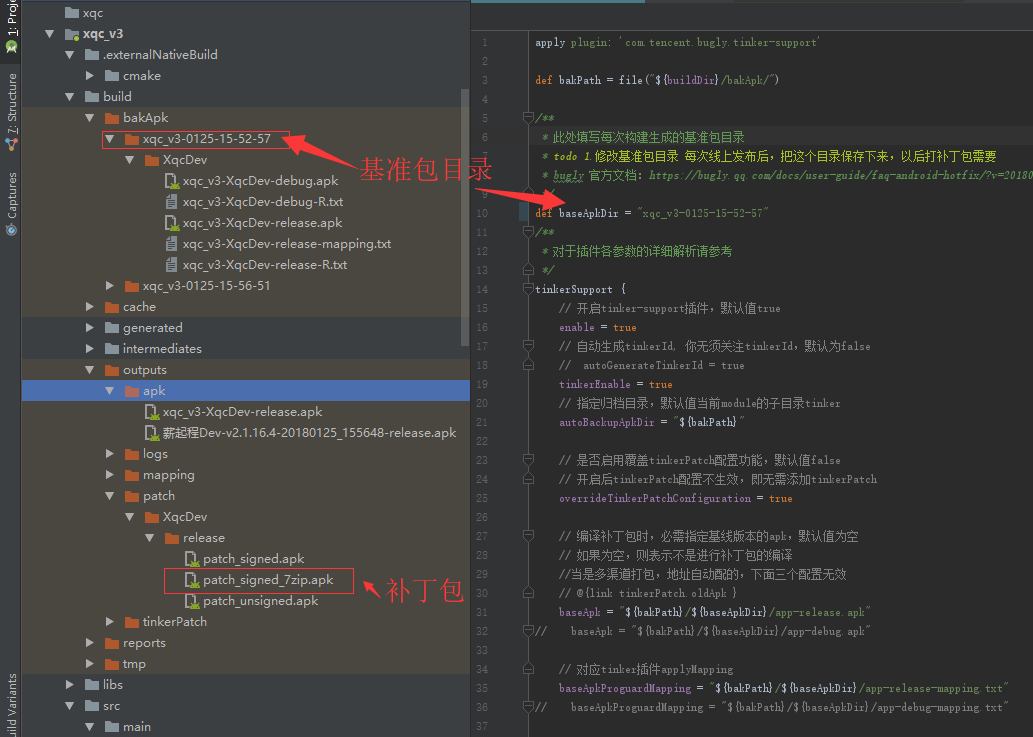 1: Proje
7: Structure
Captures
uild Variants
xqc
xqc_v3
.externalNativeBuild
cmake
build
bakApk
xqc_v3-0125-15-52-57
XqcDev
xqc_v3-XqcDev-debug.apk
xqc_v3-XqcDev-debug-R.txt
xqc_v3-XqcDev-release.apk
xqc_v3-XqcDev-release-mapping.txt
xqc_v3-XqcDev-release-R.txt
xqc_v3-0125-15-56-51
cache
generated
intermediates
outputs
apk
xqc_v3-XqcDev-release.apk
薪起程Dev-v2.1.16.4-20180125_155648-release.apk
logs
mapping
patch
XqcDev
release
patch_signed.apk
patch_signed_7zip.apk
patch_unsigned.apk
tinkerPatch
reports
tmp
libs
src
main
基准包目录
补丁包
1 apply plugin: 'com.tencent.bugly.tinker-support'
2
3 def bakPath = file("${buildDir}/bakApk/")
4
5 /**
6 * 此处填写每次构建生成的基准包目录
7 * todo 1.修改基准包目录 每次线上发布后，把这个目录保存下来，以后打补丁包需要
8 * bugly 官方文档：https://bugly.qq.com/docs/user-guide/faq-android-hotfix/?v=20180
9
10 def baseApkDir = "xqc_v3-0125-15-52-57"
11 /**
12 * 对于插件各参数的详细解析请参考
13 */
14 tinkerSupport {
15 // 开启tinker-support插件，默认值true
16 enable = true
17 // 自动生成tinkerId, 你无须关注tinkerId，默认为false
18 // autoGenerateTinkerId = true
19 tinkerEnable = true
20 // 指定归档目录，默认值当前module的子目录tinker
21 autoBackupApkDir = "${bakPath}"
22
23 // 是否启用覆盖tinkerPatch配置功能，默认值false
24 // 开启后tinkerPatch配置不生效，即无需添加tinkerPatch
25 overrideTinkerPatchConfiguration = true
26
27 // 编译补丁包时，必需指定基线版本的apk，默认值为空
28 // 如果为空，则表示不是进行补丁包的编译
29 //当是多渠道打包，地址自动配的，下面三个配置无效
30 // @{link tinkerPatch.oldApk }
31 baseApk = "${bakPath}/${baseApkDir}/app-release.apk"
32 // baseApk = "${bakPath}/${baseApkDir}/app-debug.apk"
33
34 // 对应tinker插件applyMapping
35 baseApkProguardMapping = "${bakPath}/${baseApkDir}/app-release-mapping.txt"
36 // baseApkProguardMapping = "${bakPath}/${baseApkDir}/app-debug-mapping.txt"
37